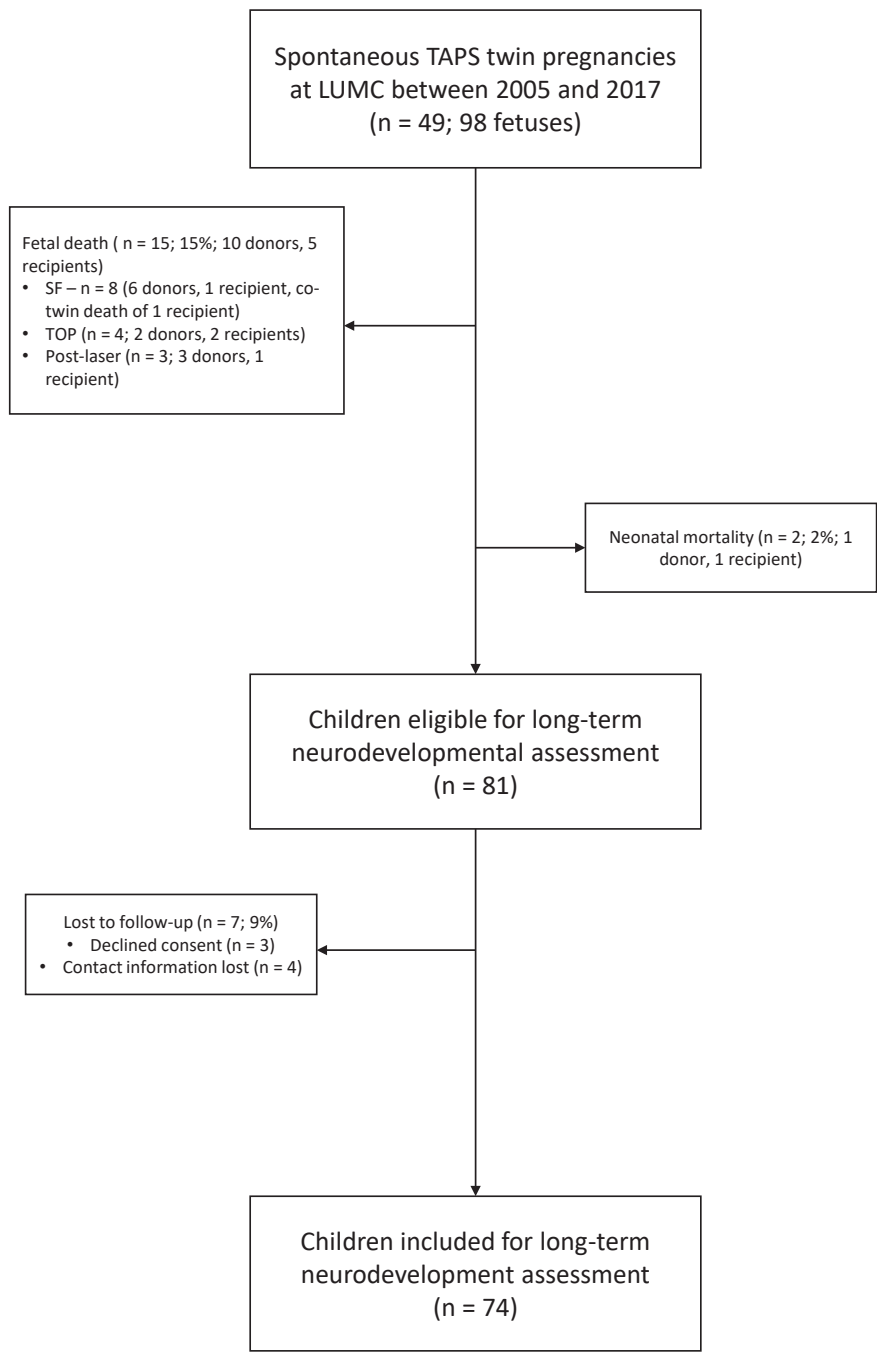 Spontaneous TAPS twin pregnancies
at LUMC between 2005 and 2017
(n = 49; 98 fetuses)
Fetal death ( n = 15; 15%; 10 donors, 5
recipients)
• SF – n = 8 (6 donors, 1 recipient, co-
twin death of 1 recipient)
• TOP (n = 4; 2 donors, 2 recipients)
• Post-laser (n = 3; 3 donors, 1
recipient)
Neonatal mortality (n = 2; 2%; 1
donor, 1 recipient)
Children eligible for long-term
neurodevelopmental assessment
(n = 81)
Lost to follow-up (n = 7; 9%)
• Declined consent (n = 3)
• Contact information lost (n = 4)
Children included for long-term
neurodevelopment assessment
(n = 74)